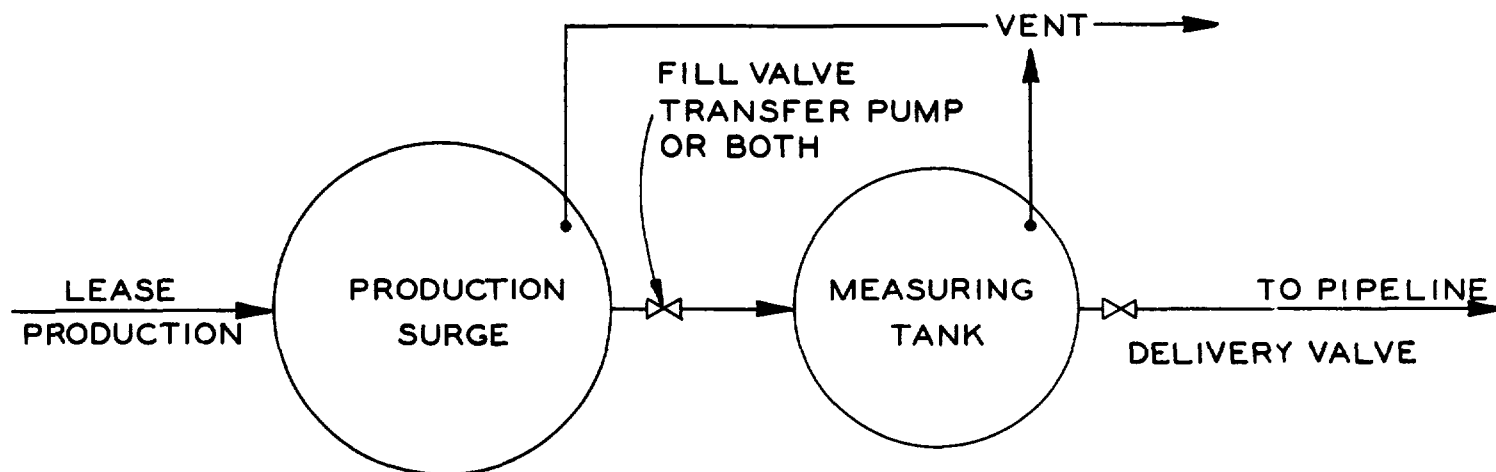 VENT
FILL VALVE
TRANSFER PUMP
OR BOTH
LEASE
PRODUCTION
PRODUCTION
SURGE
MEASURING
TANK
TO PIPELINE
DELIVERY VALVE